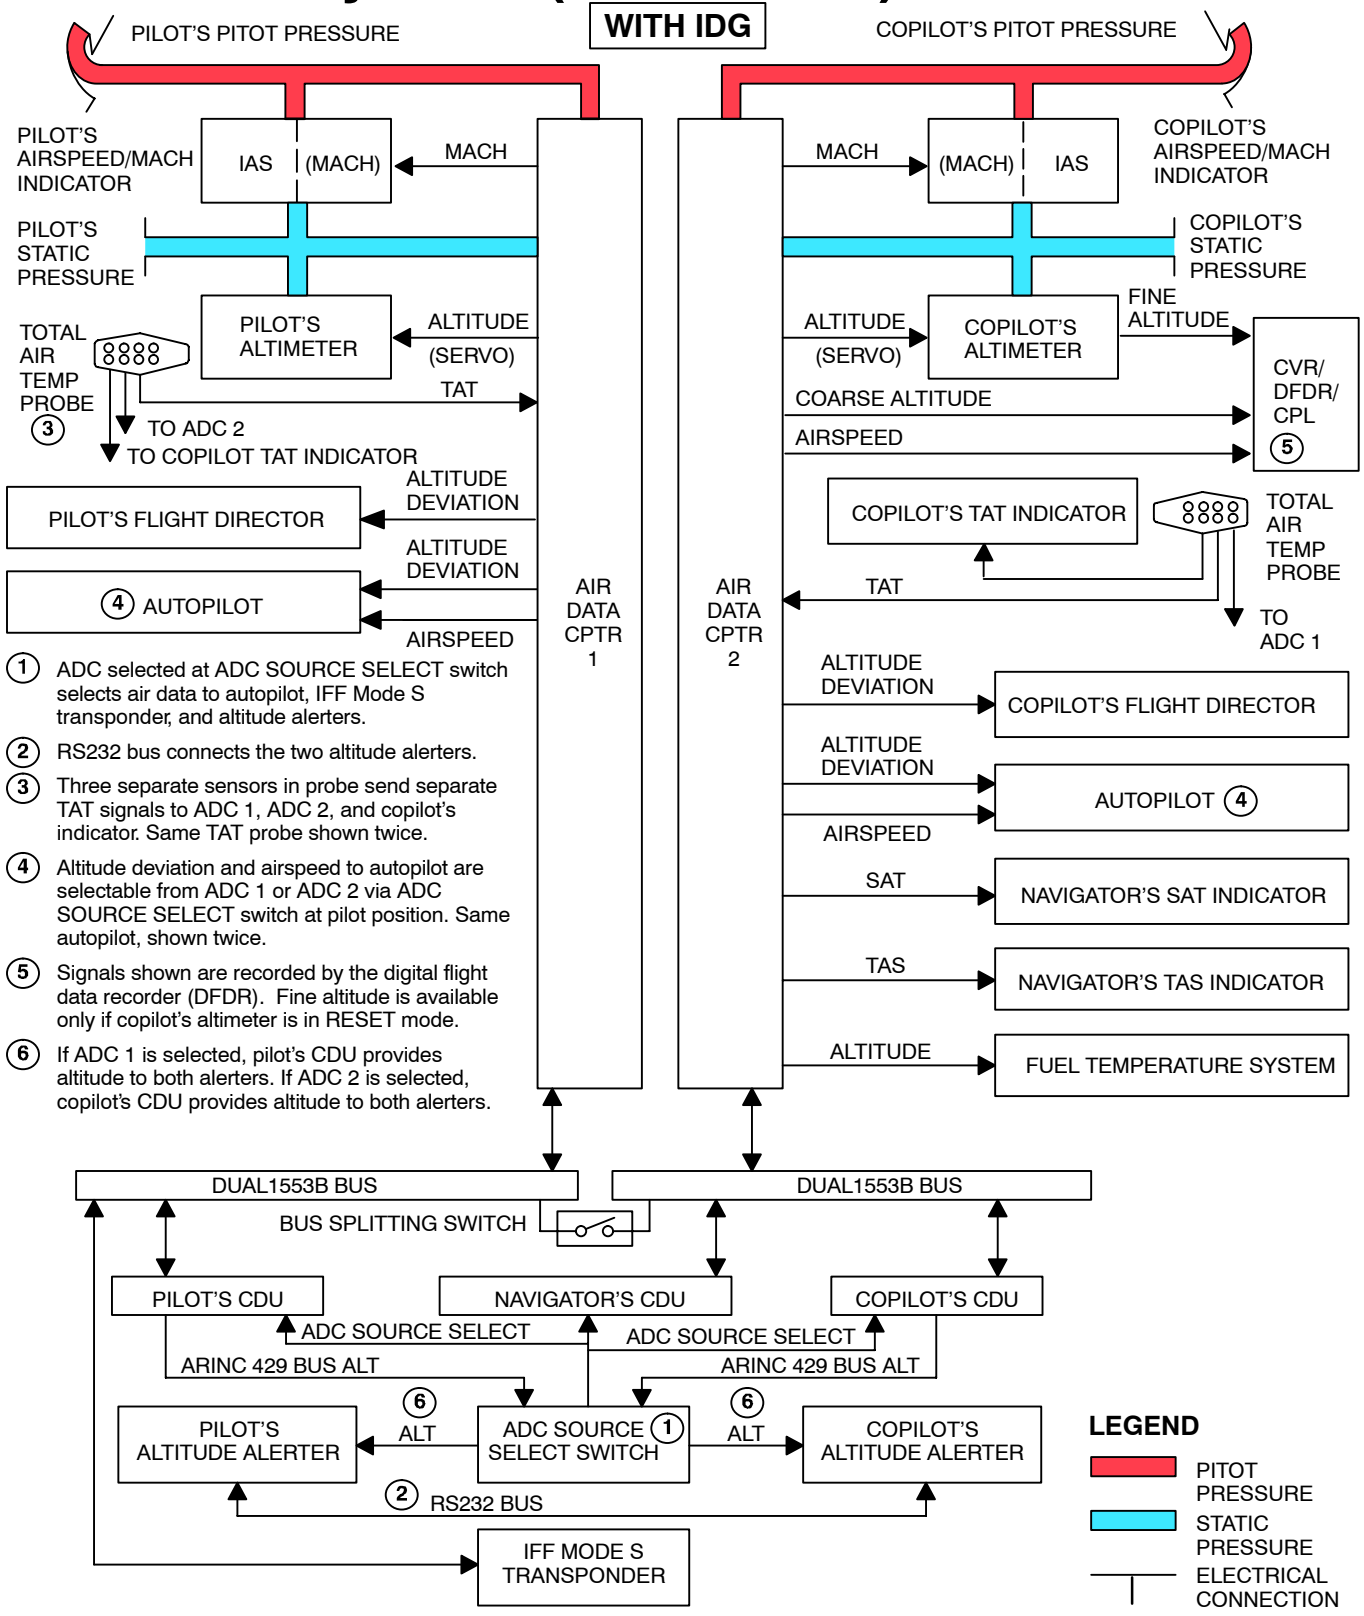 WITH IDG
PILOT'S PITOT PRESSURE
COPILOT'S PITOT PRESSURE
PILOT'S
AIRSPEED/MACH
INDICATOR
IAS
(MACH)
MACH
MACH
(MACH)
IAS
COPILOT'S
AIRSPEED/MACH
INDICATOR
PILOT'S
STATIC
PRESSURE
COPILOT'S
STATIC
PRESSURE
TOTAL
AIR
TEMP
PROBE
3
PILOT'S
ALTIMETER
ALTITUDE
(SERVO)
TAT
TO ADC 2
TO COPILOT TAT INDICATOR
ALTITUDE
(SERVO)
COPILOT'S
ALTIMETER
FINE
ALTITUDE
COARSE ALTITUDE
AIRSPEED
CVR/
DFDR/
CPL
5
ALTITUDE
DEVIATION
PILOT'S FLIGHT DIRECTOR
ALTITUDE
DEVIATION
4 AUTOPILOT
AIRSPEED
AIR
DATA
CPTR
1
AIR
DATA
CPTR
2
COPILOT'S TAT INDICATOR
TOTAL
AIR
TEMP
PROBE
TAT
TO
ADC 1
ALTITUDE
DEVIATION
COPILOT'S FLIGHT DIRECTOR
ALTITUDE
DEVIATION
AUTOPILOT 4
AIRSPEED
SAT
NAVIGATOR'S SAT INDICATOR
TAS
NAVIGATOR'S TAS INDICATOR
ALTITUDE
FUEL TEMPERATURE SYSTEM
1 ADC selected at ADC SOURCE SELECT switch
selects air data to autopilot, IFF Mode S
transponder, and altitude alerters.
2 RS232 bus connects the two altitude alerters.
3 Three separate sensors in probe send separate
TAT signals to ADC 1, ADC 2, and copilot's
indicator. Same TAT probe shown twice.
4 Altitude deviation and airspeed to autopilot are
selectable from ADC 1 or ADC 2 via ADC
SOURCE SELECT switch at pilot position. Same
autopilot, shown twice.
5 Signals shown are recorded by the digital flight
data recorder (DFDR). Fine altitude is available
only if copilot's altimeter is in RESET mode.
6 If ADC 1 is selected, pilot's CDU provides
altitude to both alerters. If ADC 2 is selected,
copilot's CDU provides altitude to both alerters.
DUAL1553B BUS
DUAL1553B BUS
BUS SPLITTING SWITCH
PILOT'S CDU
NAVIGATOR'S CDU
COPILOT'S CDU
ADC SOURCE SELECT
ADC SOURCE SELECT
ARINC 429 BUS ALT
ARINC 429 BUS ALT
PILOT'S
ALTITUDE ALERTER
6
ALT
ADC SOURCE 1
SELECT SWITCH
6
ALT
COPILOT'S
ALTITUDE ALERTER
2 RS232 BUS
IFF MODE S
TRANSPONDER
LEGEND
PITOT
PRESSURE
STATIC
PRESSURE
ELECTRICAL
CONNECTION